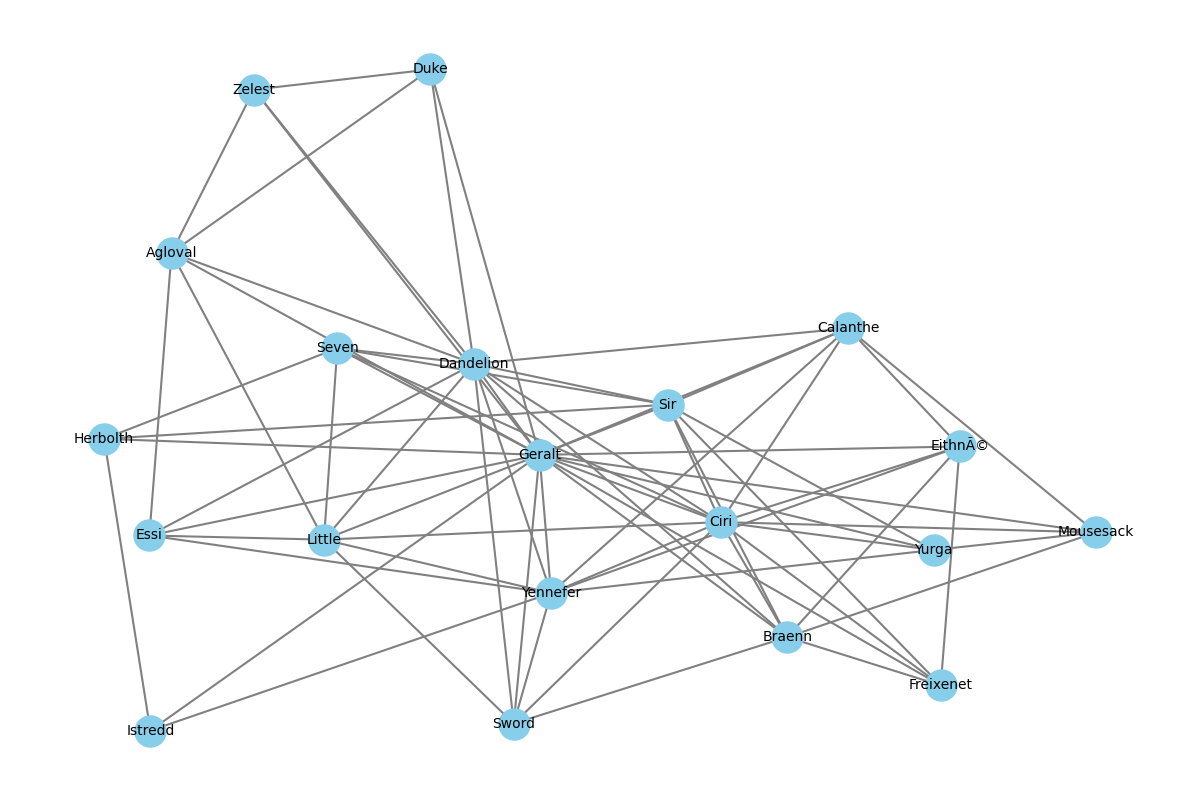 Duke
Zelest
Agloval
Calanthe
Seven
Dandelion
Sir
Herbolth
EithnÃ©
Geralt
Ciri
Mousesack
Essi
Little
Yurga
Yennefer
Braenn
Freixenet
Sword
Istredd